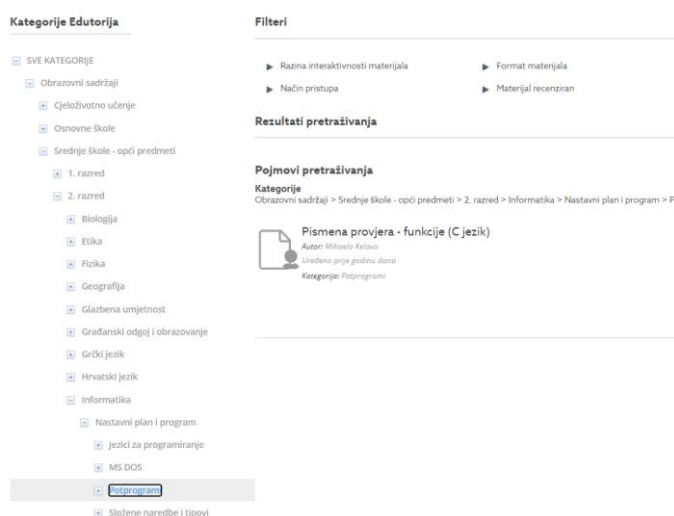 Kategorije Edutorija
SVE KATEGORIJE
Obrazovni sadržaji
Cjeloživotno učenje
Osnovne škole
Srednje škole - opći predmeti
1. razred
2. razred
Biologija
Etika
Fizika
Geografija
Glazbena umjetnost
Građanski odgoj i obrazovanje
Grčki jezik
Hrvatski jezik
Informatika
Nastavni plan i program
Jezici za programiranje
MS DOS
Potprogrami
Složene naredbe i tipovi
Filteri
Razina interaktivnosti materijala
Format materijala
Način pristupa
Materijal recenziran
Rezultati pretraživanja
Pojmovi pretraživanja
Kategorije
Obrazovni sadržaji > Srednje škole - opći predmeti > 2. razred > Informatika > Nastavni plan i program > P
Pismena provjera - funkcije (C jezik)
Autor: Mihaela Kelava
Uređeno prije godinu dana
Kategorija: Potprogrami